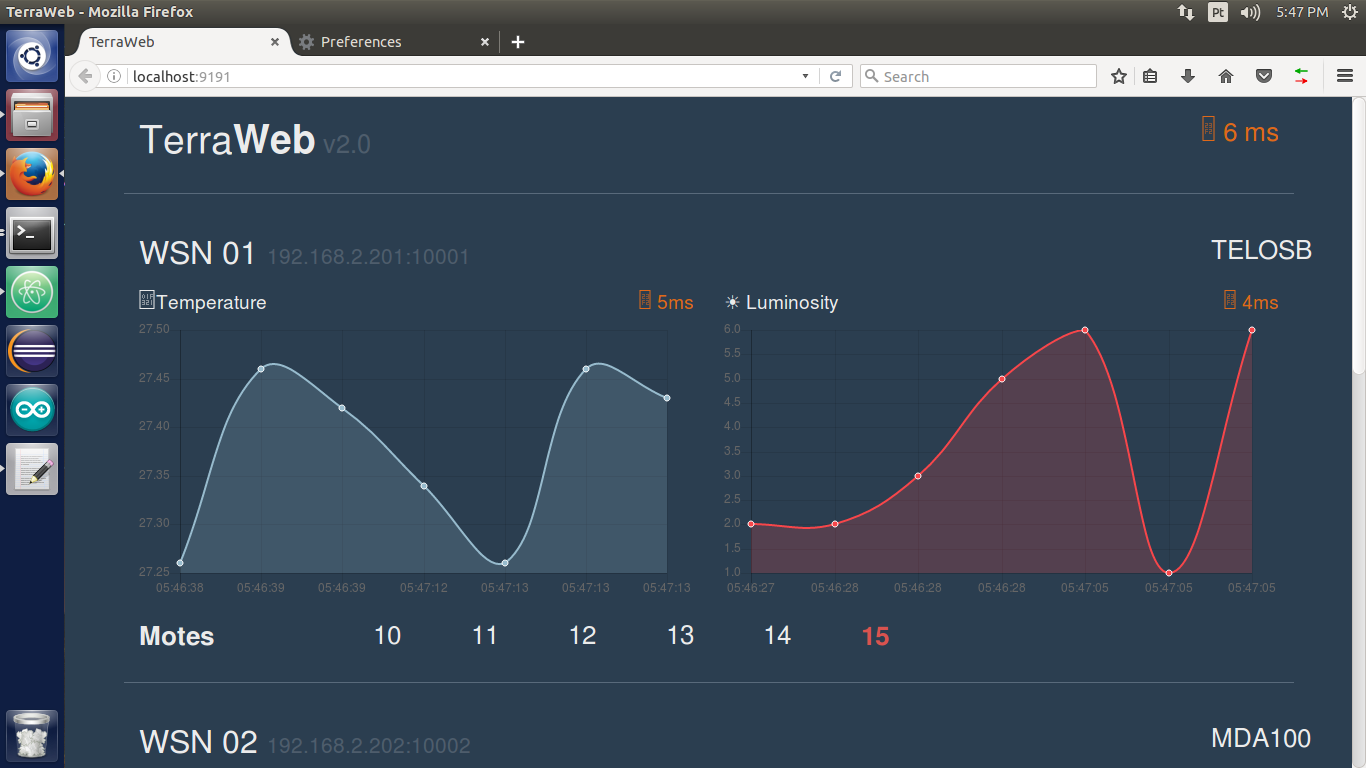 TerraWeb - Mozilla Firefox
Pt
5:47 PM
TerraWeb
Preferences
localhost:9191
Search
TerraWeb v2.0
6 ms
WSN 01 192.168.2.201:10001
TELOSB
Temperature
5ms
☀ Luminosity
4ms
27.50
27.45
27.40
27.35
27.30
27.25
05:46:38 05:46:39 05:46:39 05:47:12 05:47:13 05:47:13 05:47:13
6.0
5.5
5.0
4.5
4.0
3.5
3.0
2.5
2.0
1.5
1.0
05:46:27 05:46:28 05:46:28 05:46:28 05:47:05 05:47:05 05:47:05
Motes 10 11 12 13 14 15
WSN 02 192.168.2.202:10002
MDA100